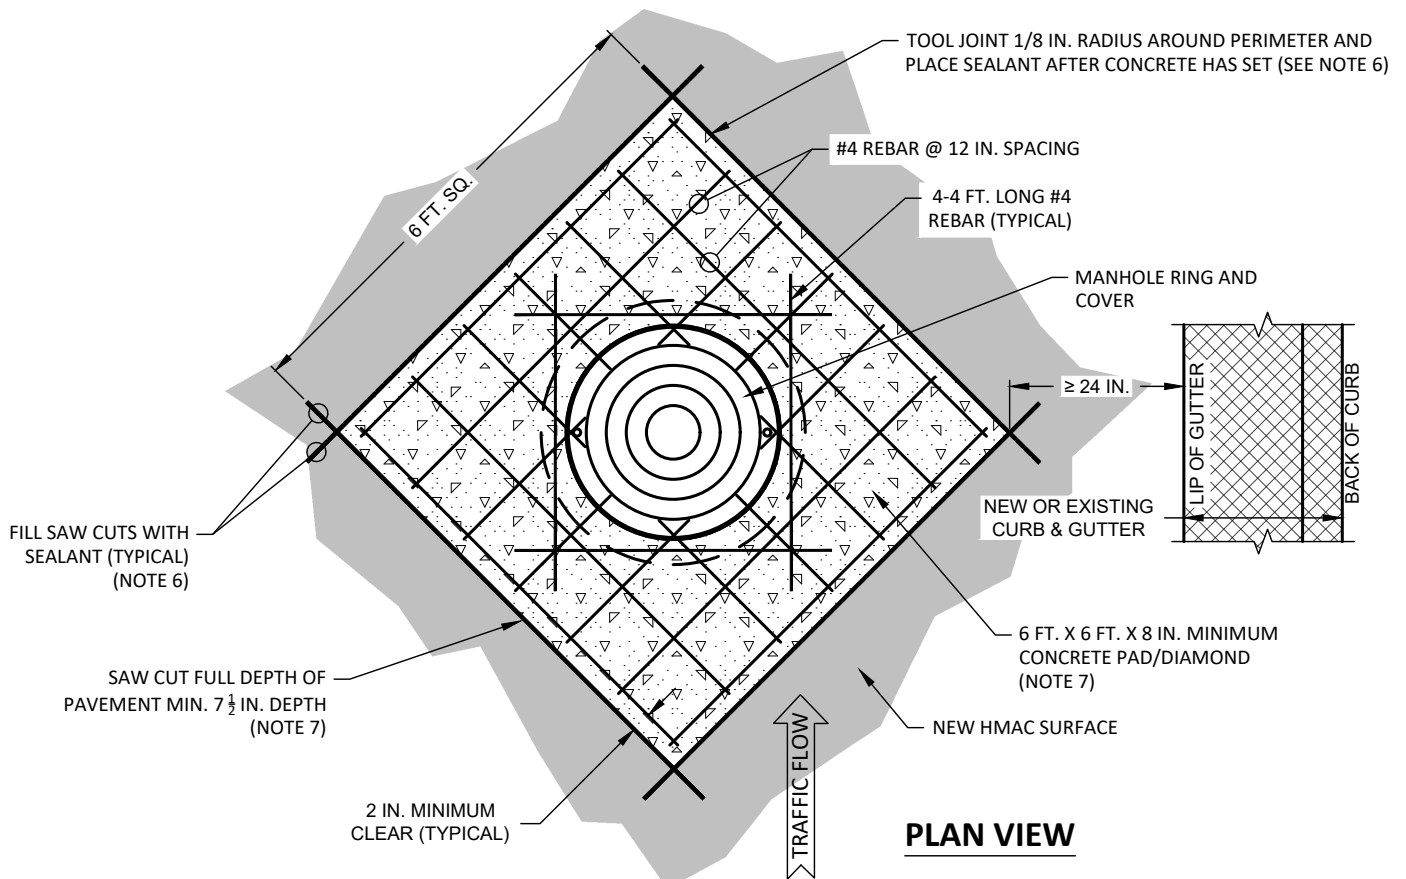 TOOL JOINT 1/8 IN. RADIUS AROUND PERIMETER AND
PLACE SEALANT AFTER CONCRETE HAS SET (SEE NOTE 6)
#4 REBAR @ 12 IN. SPACING
6 FT. SQ.
4-4 FT. LONG #4
REBAR (TYPICAL)
MANHOLE RING AND
COVER
≥ 24 IN.
LIP OF GUTTER
BACK OF CURB
NEW OR EXISTING
CURB & GUTTER
FILL SAW CUTS WITH
SEALANT (TYPICAL)
(NOTE 6)
6 FT. X 6 FT. X 8 IN. MINIMUM
CONCRETE PAD/DIAMOND
(NOTE 7)
SAW CUT FULL DEPTH OF
PAVEMENT MIN. 7 1/2 IN. DEPTH
(NOTE 7)
NEW HMAC SURFACE
2 IN. MINIMUM
CLEAR (TYPICAL)
TRAFFIC FLOW
PLAN VIEW